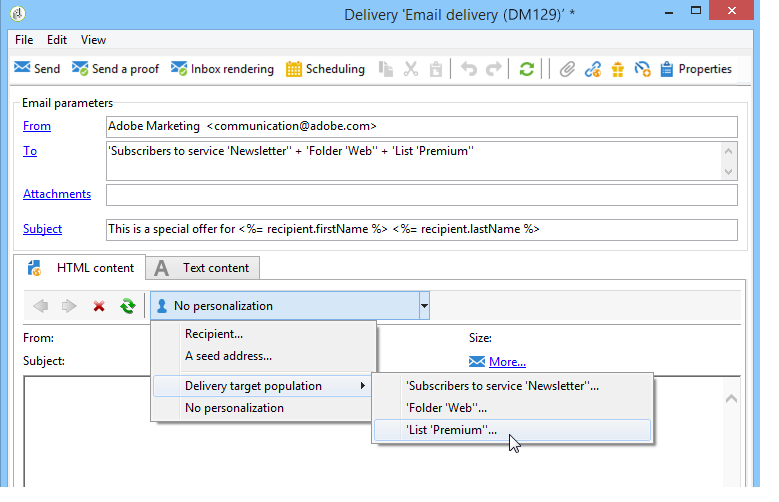 Delivery 'Email delivery (DM129)' *
File Edit View
Send Send a proof Inbox rendering Scheduling Properties
Email parameters
From Adobe Marketing <communication@adobe.com>
To 'Subscribers to service 'Newsletter'' + 'Folder 'Web'' + 'List 'Premium''
Attachments
Subject This is a special offer for <%= recipient.firstName %> <%= recipient.lastName %>
HTML content A Text content
No personalization
From: Size:
Subject: More...
Recipient...
A seed address...
Delivery target population
No personalization
'Subscribers to service 'Newsletter''...
'Folder 'Web''...
'List 'Premium''...